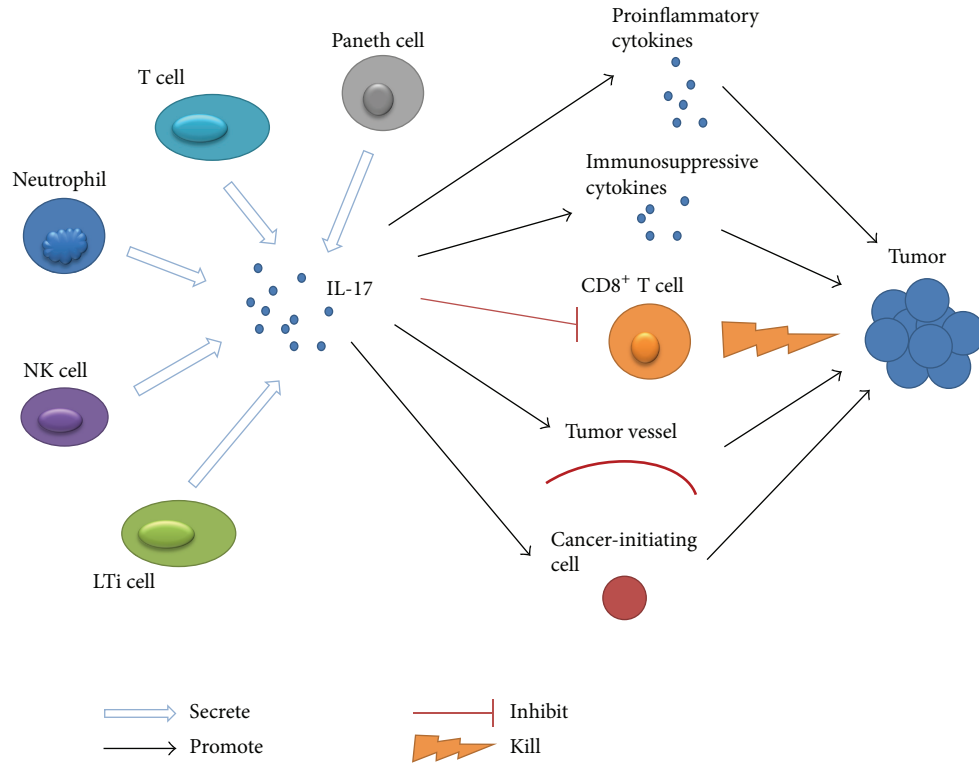 Proinflammatory
cytokines
Paneth cell
T cell
Immunosuppressive
cytokines
Neutrophil
Tumor
IL-17
CD8⁺ T cell
NK cell
Tumor vessel
Cancer-initiating
cell
LTi cell
Secrete
Inhibit
Promote
Kill